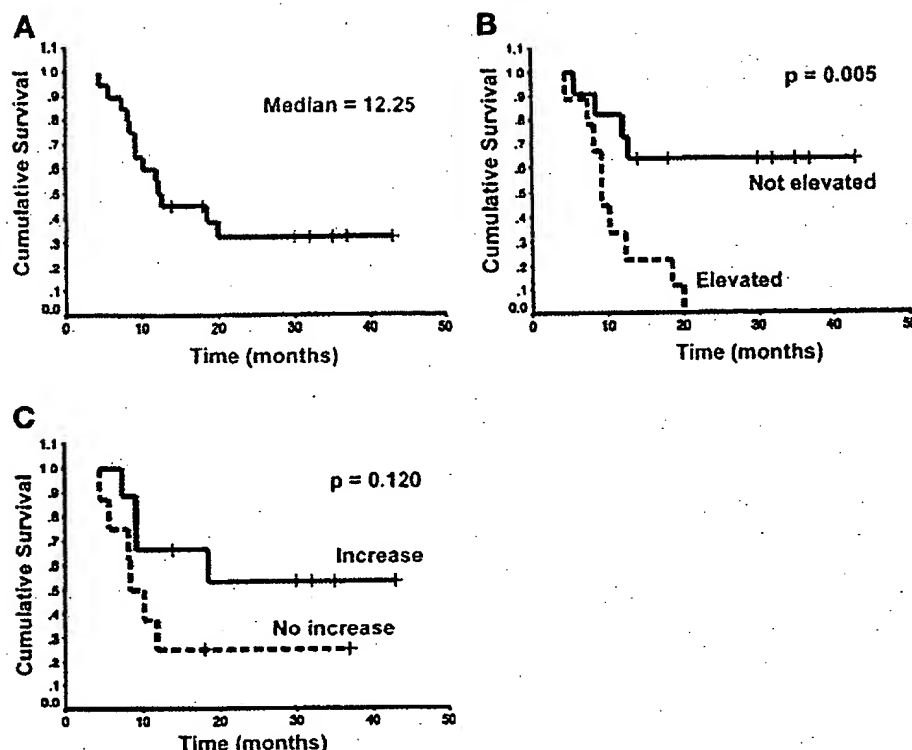 A
1.1
1.0
.9
.8
.7
.6
.5
.4
.3
.2
.1
0.0
Cumulative Survival
Median = 12.25
0 10 20 30 40 50
Time (months)
B
1.1
1.0
.9
.8
.7
.6
.5
.4
.3
.2
.1
0.0
Cumulative Survival
p = 0.005
Not elevated
Elevated
0 10 20 30 40 50
Time (months)
C
1.1
1.0
.9
.8
.7
.6
.5
.4
.3
.2
.1
0.0
Cumulative Survival
p = 0.120
Increase
No increase
0 10 20 30 40 50
Time (months)